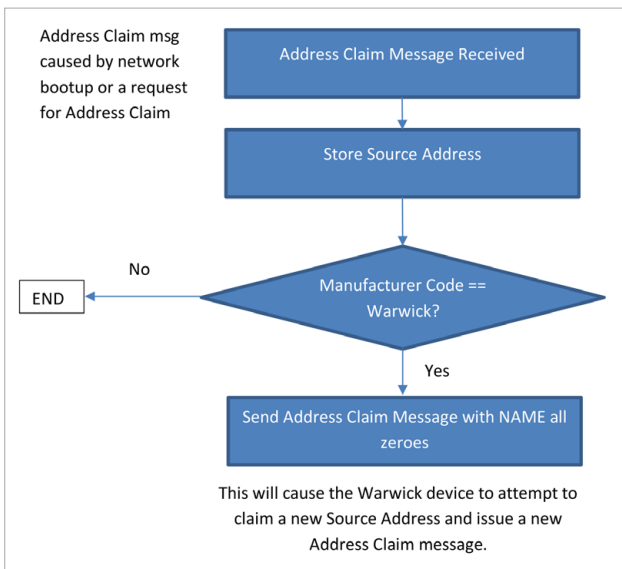 Address Claim msg
caused by network
bootup or a request
for Address Claim
Address Claim Message Received
Store Source Address
Manufacturer Code ==
Warwick?
No
END
Yes
Send Address Claim Message with NAME all
zeroes
This will cause the Warwick device to attempt to
claim a new Source Address and issue a new
Address Claim message.